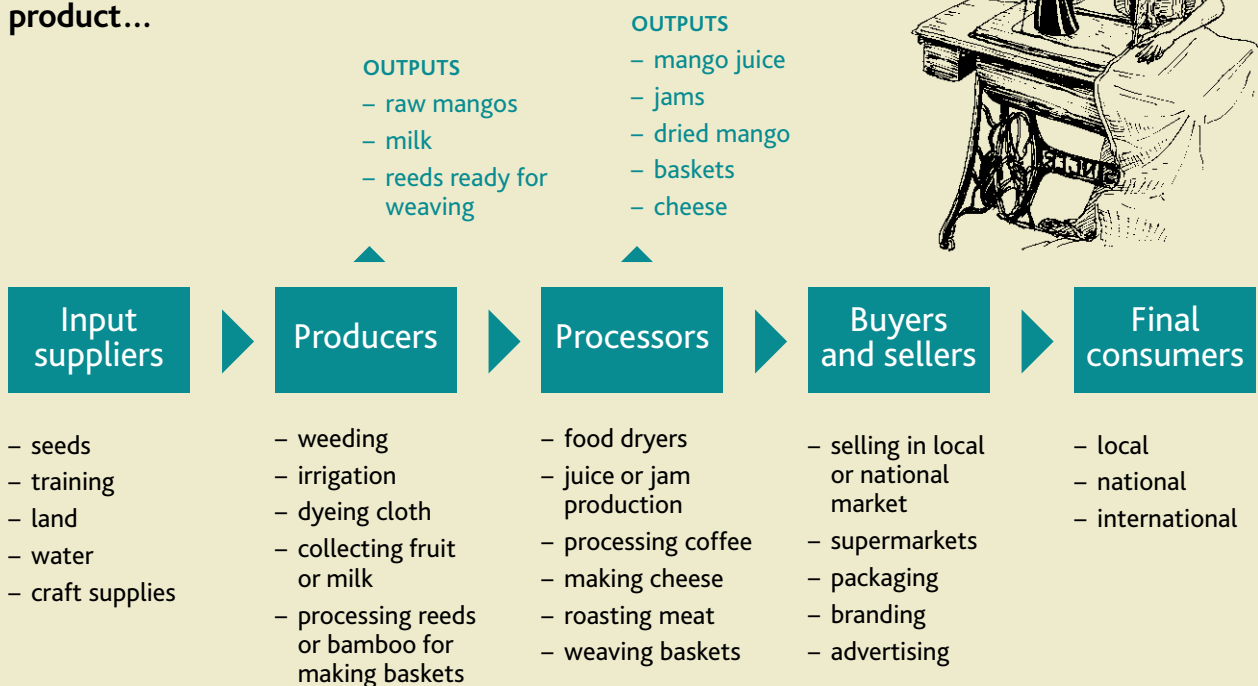 product...
OUTPUTS
– raw mangos
– milk
– reeds ready for
weaving
OUTPUTS
– mango juice
– jams
– dried mango
– baskets
– cheese
SINGER
Input
suppliers
Producers
Processors
Buyers
and sellers
Final
consumers
– seeds
– training
– land
– water
– craft supplies
– weeding
– irrigation
– dyeing cloth
– collecting fruit
or milk
– processing reeds
or bamboo for
making baskets
– food dryers
– juice or jam
production
– processing coffee
– making cheese
– roasting meat
– weaving baskets
– selling in local
or national
market
– supermarkets
– packaging
– branding
– advertising
– local
– national
– international